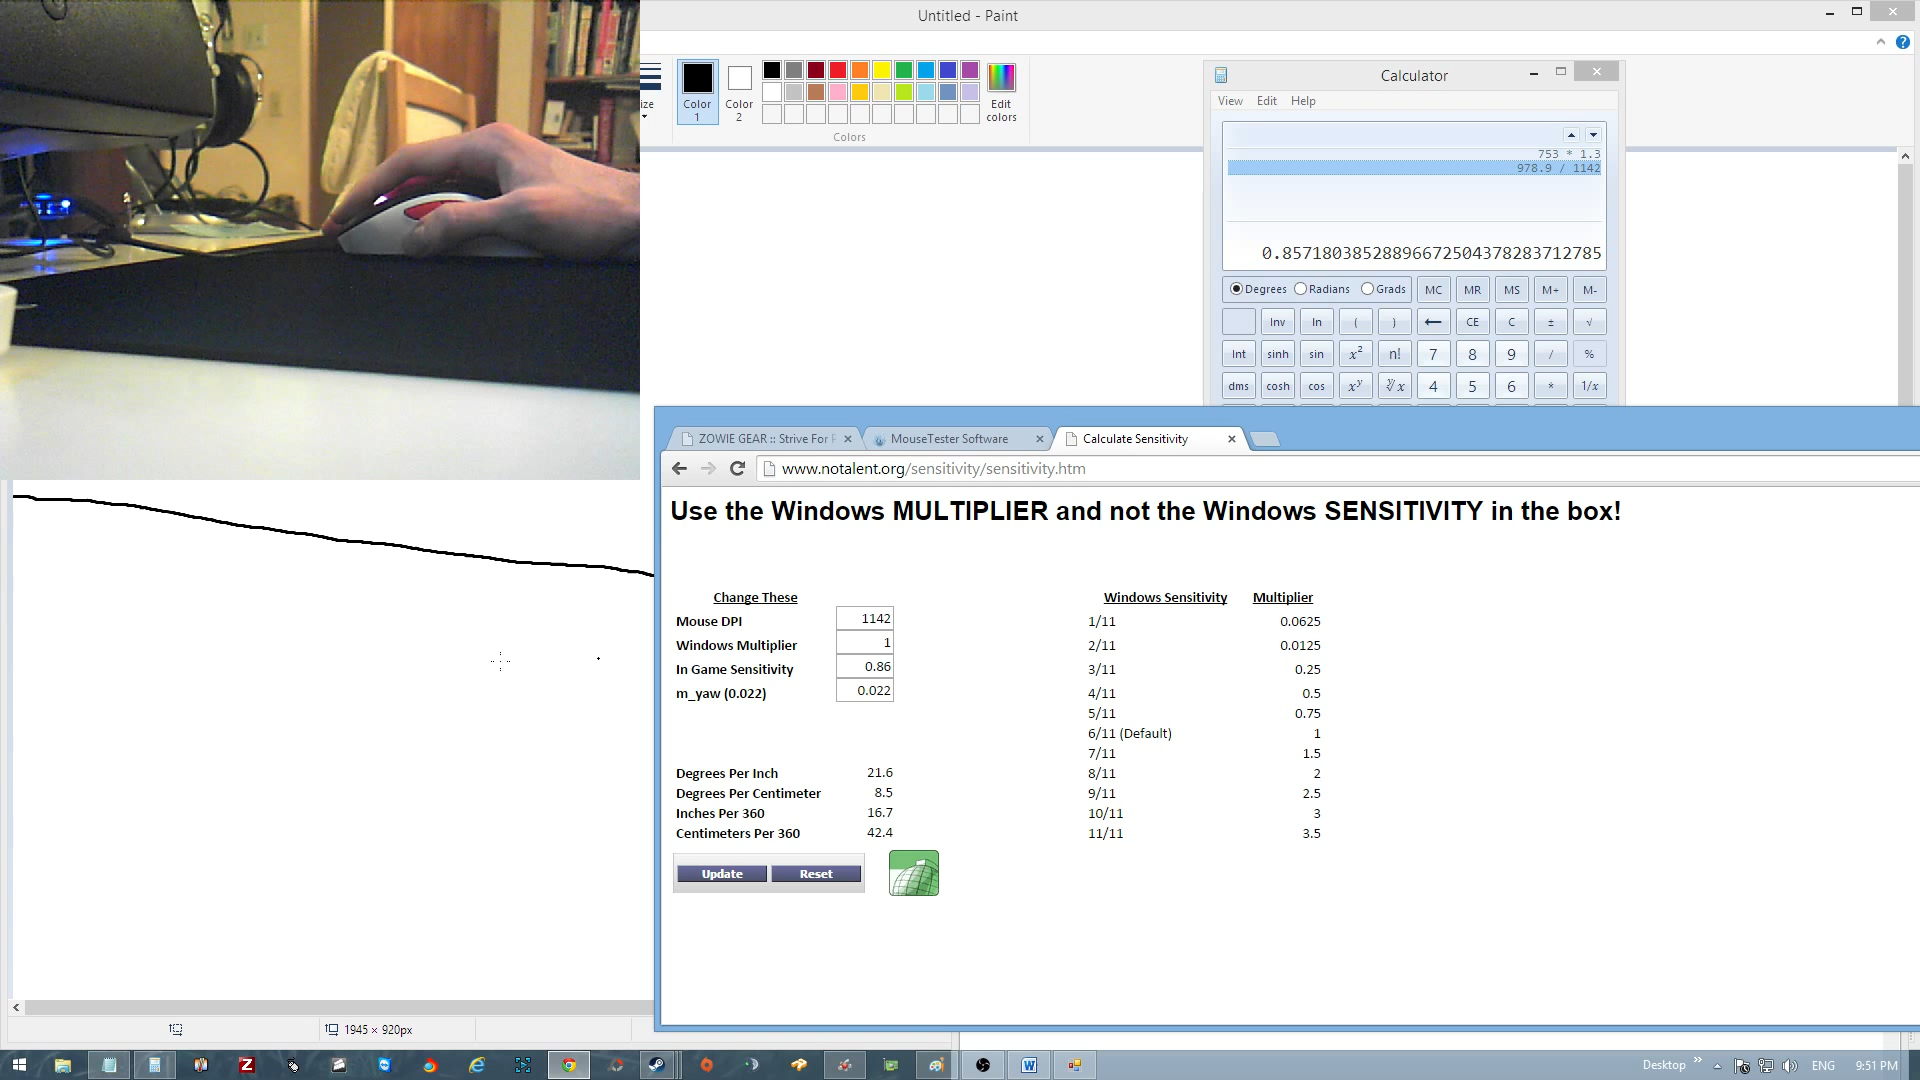 Untitled - Paint
ize
Color 1
Color 2
Edit colors
Colors
Calculator
View Edit Help
753 * 1.3
978.9 / 1142
0.85718038528896672504378283712785
Degrees Radians Grads MC MR MS M+ M-
Inv ln ( ) ← CE C ± √
Int sinh sin x² n! 7 8 9 / %
dms cosh cos xʸ ʸ√x 4 5 6 * 1/x
ZOWIE GEAR :: Strive For P
MouseTester Software
Calculate Sensitivity
www.notalent.org/sensitivity/sensitivity.htm
Use the Windows MULTIPLIER and not the Windows SENSITIVITY in the box!
Change These
Mouse DPI 1142
Windows Multiplier 1
In Game Sensitivity 0.86
m_yaw (0.022) 0.022
Degrees Per Inch 21.6
Degrees Per Centimeter 8.5
Inches Per 360 16.7
Centimeters Per 360 42.4
Update Reset
Windows Sensitivity Multiplier
1/11 0.0625
2/11 0.0125
3/11 0.25
4/11 0.5
5/11 0.75
6/11 (Default) 1
7/11 1.5
8/11 2
9/11 2.5
10/11 3
11/11 3.5
1945 × 920px
Desktop
ENG
9:51 PM